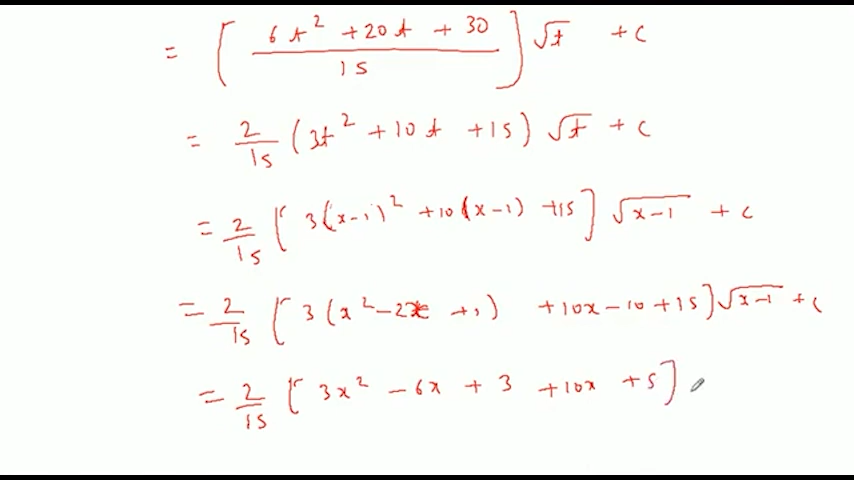 = [ (6t² + 20t + 30) / 15 ] √t + c
= 2/15 (3t² + 10t + 15) √t + c
= 2/15 [ 3(x-1)² + 10(x-1) + 15 ] √(x-1) + c
= 2/15 [ 3(x² - 2x + 1) + 10x - 10 + 15 ] √(x-1) + c
= 2/15 [ 3x² - 6x + 3 + 10x + 5 ]